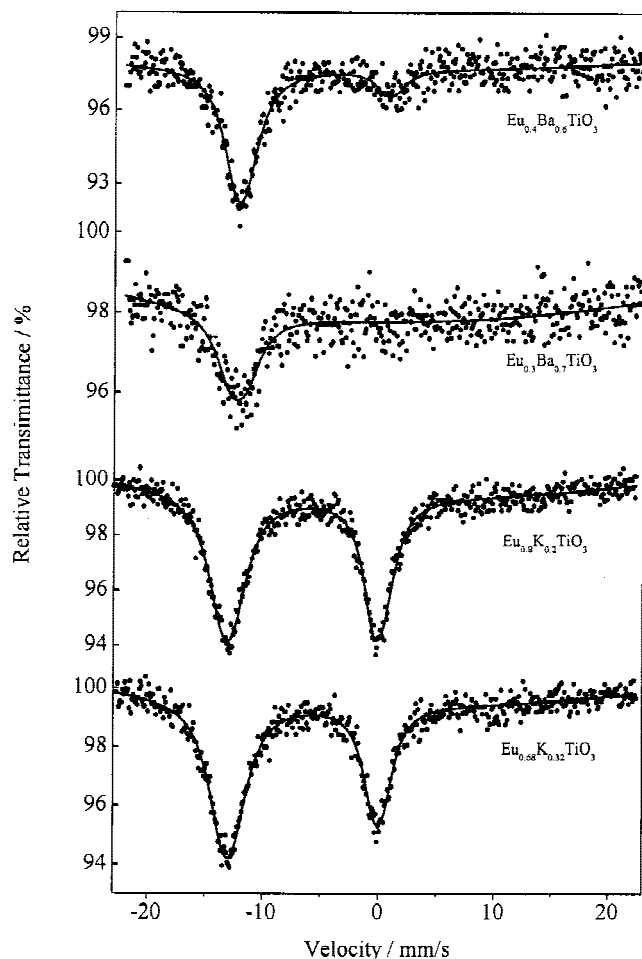 99
96
Eu0.4Ba0.6TiO3
93
100
98
Eu0.3Ba0.7TiO3
96
100
98
Eu0.8K0.2TiO3
96
94
100
98
Eu0.68K0.32TiO3
96
94
-20 -10 0 10 20
Velocity / mm/s
Relative Transimittance / %